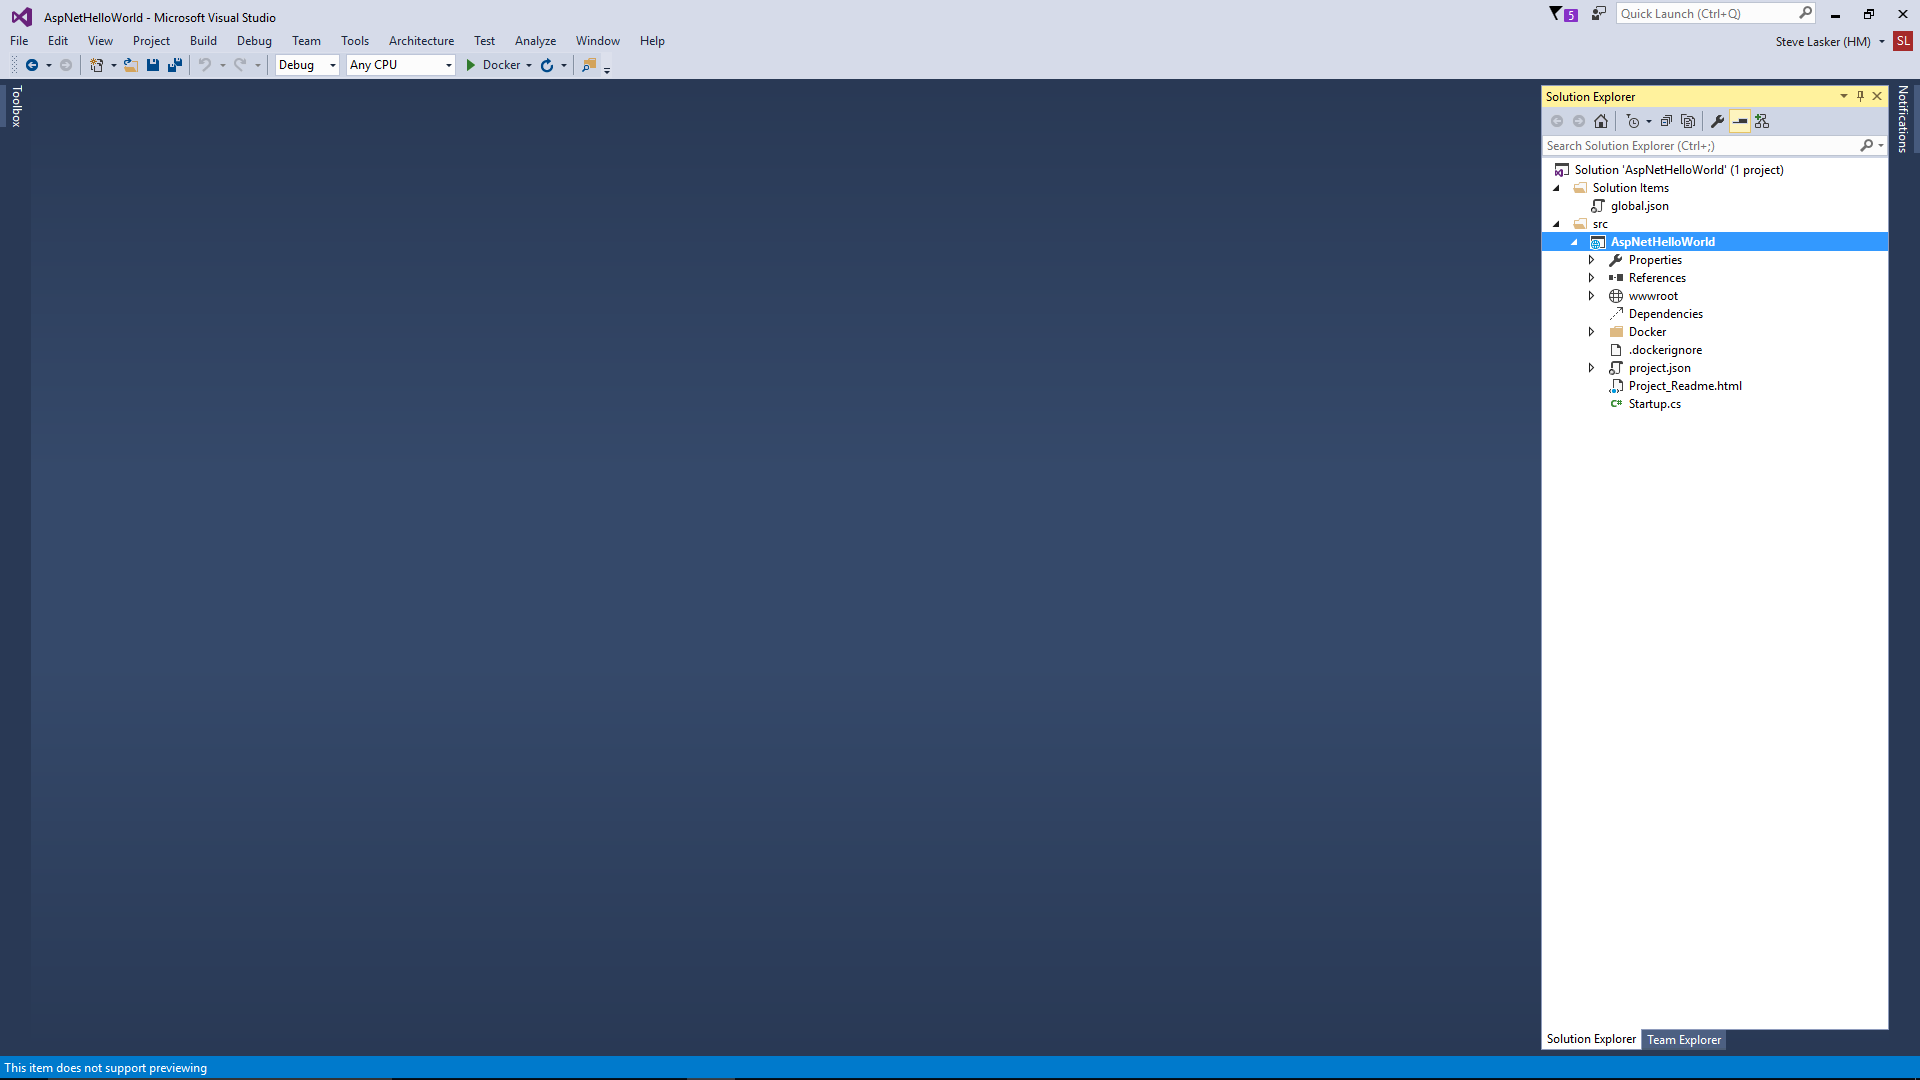 AspNetHelloWorld - Microsoft Visual Studio
5
Quick Launch (Ctrl+Q)
File Edit View Project Build Debug Team Tools Architecture Test Analyze Window Help
Steve Lasker (HM) SL
Debug Any CPU Docker
Toolbox
Solution Explorer
Notifications
Search Solution Explorer (Ctrl+;)
Solution 'AspNetHelloWorld' (1 project)
Solution Items
global.json
src
AspNetHelloWorld
Properties
References
wwwroot
Dependencies
Docker
.dockerignore
project.json
Project_Readme.html
C# Startup.cs
Solution Explorer Team Explorer
This item does not support previewing